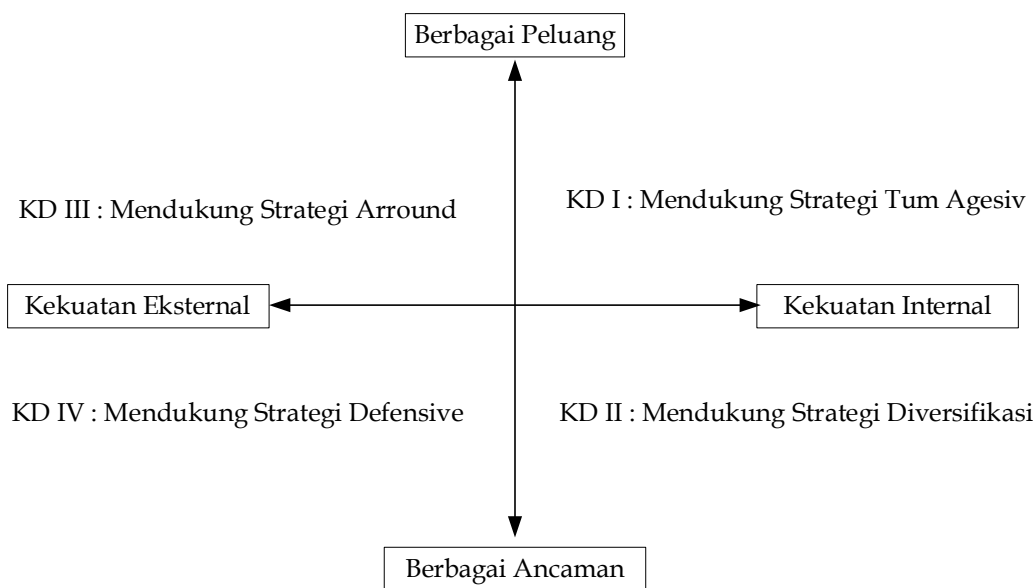 Berbagai Peluang
KD III : Mendukung Strategi Arround
KD I : Mendukung Strategi Tum Agesiv
Kekuatan Eksternal
Kekuatan Internal
KD IV : Mendukung Strategi Defensive
KD II : Mendukung Strategi Diversifikasi
Berbagai Ancaman